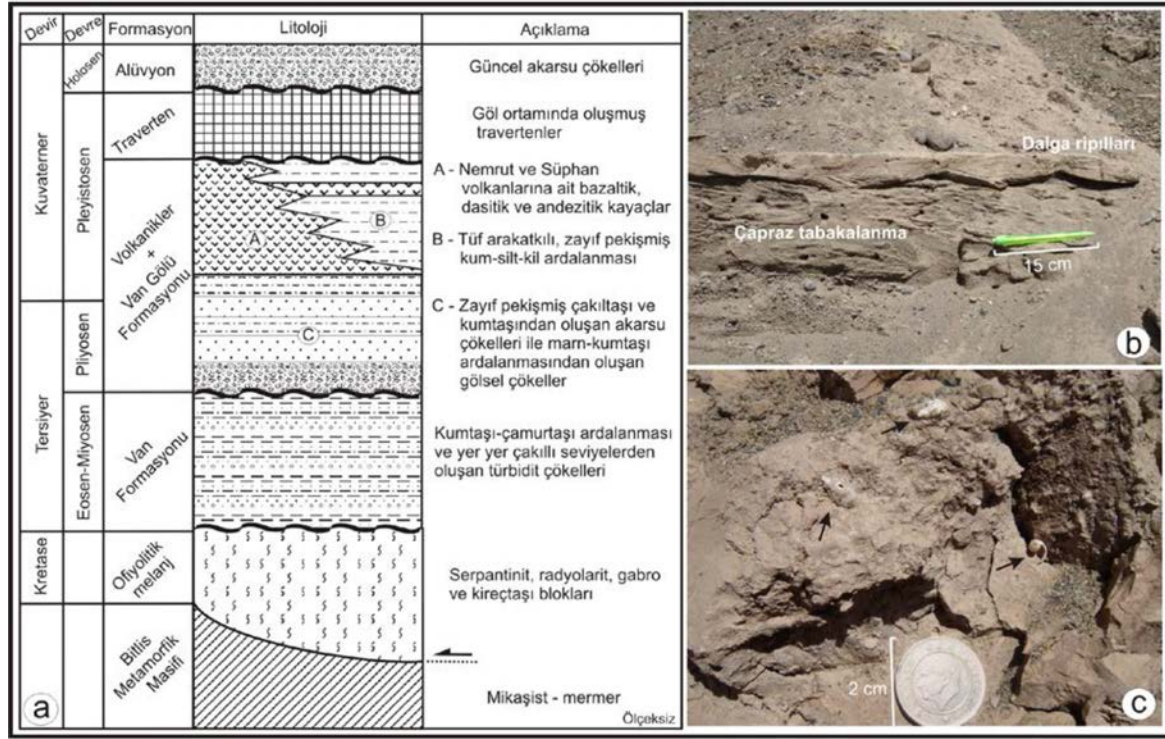 Devir
Devre
Formasyon
Litoloji
Açıklama
Kuvaterner
Holosen
Alüvyon
Güncel akarsu çökelleri
Pleyistosen
Traverten
Göl ortamında oluşmuş
travertenler
Volkanikler
+
Van Gölü
Formasyonu
A
B
A - Nemrut ve Süphan
volkanlarına ait bazaltik,
dasitik ve andezitik kayaçlar
B - Tüf arakatkılı, zayıf pekişmiş
kum-silt-kil ardalanması
Tersiyer
Pliyosen
C
C - Zayıf pekişmiş çakıltaşı ve
kumtaşından oluşan akarsu
çökelleri ile marn-kumtaşı
ardalanmasından oluşan
gölsel çökeller
Eosen-Miyosen
Van
Formasyonu
Kumtaşı-çamurtaşı ardalanması
ve yer yer çakıllı seviyelerden
oluşan türbidit çökelleri
Kretase
Ofiyolitik
melanj
Serpantinit, radyolarit, gabro
ve kireçtaşı blokları
Bitlis
Metamorfik
Masifi
Mikaşist - mermer
Ölçeksiz
a
Dalga ripılları
Çapraz tabakalanma
15 cm
b
2 cm
c